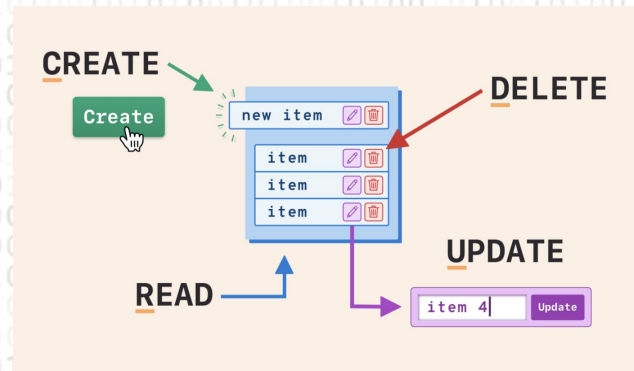 CREATE
Create
new item
item
item
item
DELETE
READ
UPDATE
item 4
Update